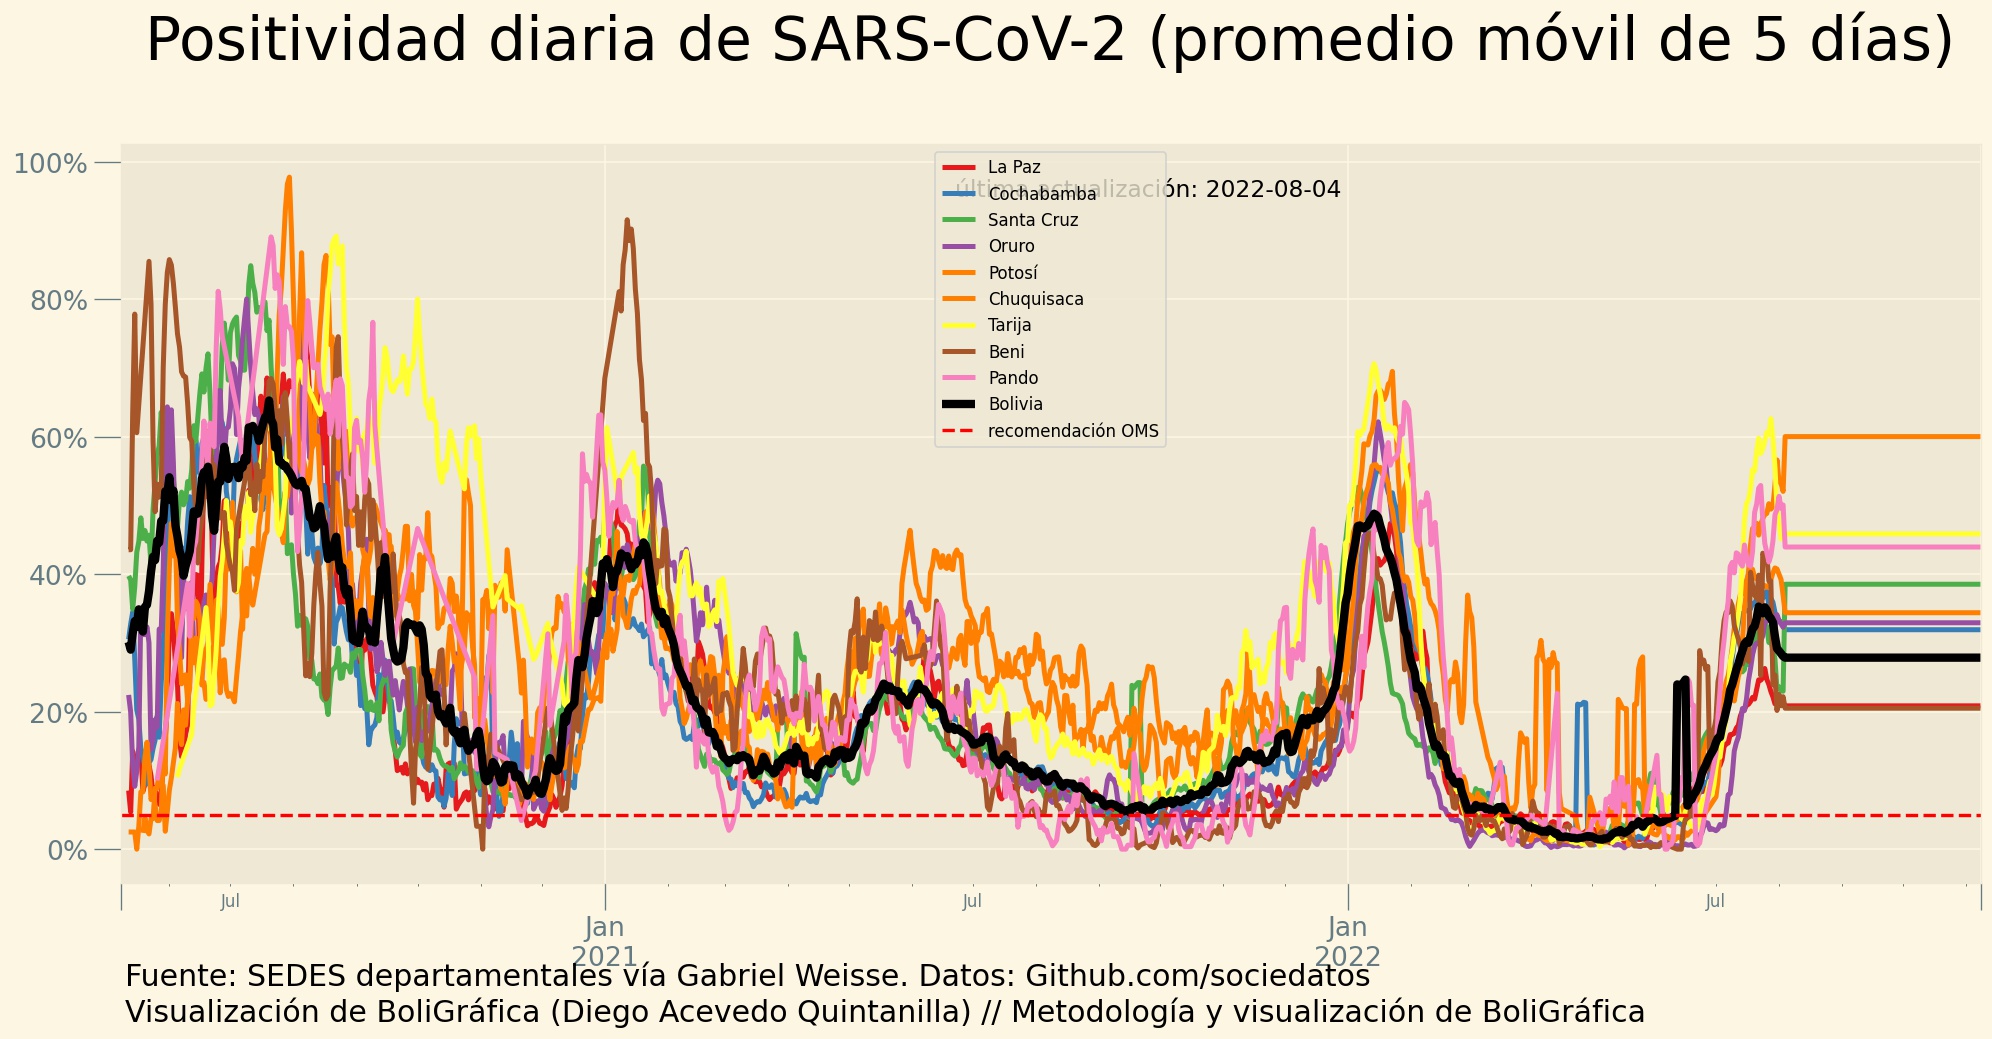 Positividad diaria de SARS-CoV-2 (promedio móvil de 5 días)
100%
80%
60%
40%
20%
0%
última actualización: 2022-08-04
La Paz
Cochabamba
Santa Cruz
Oruro
Potosí
Chuquisaca
Tarija
Beni
Pando
Bolivia
recomendación OMS
Jul
Jan
2021
Jul
Jan
2022
Jul
Fuente: SEDES departamentales vía Gabriel Weisse. Datos: Github.com/sociedatos
Visualización de BoliGráfica (Diego Acevedo Quintanilla) // Metodología y visualización de BoliGráfica